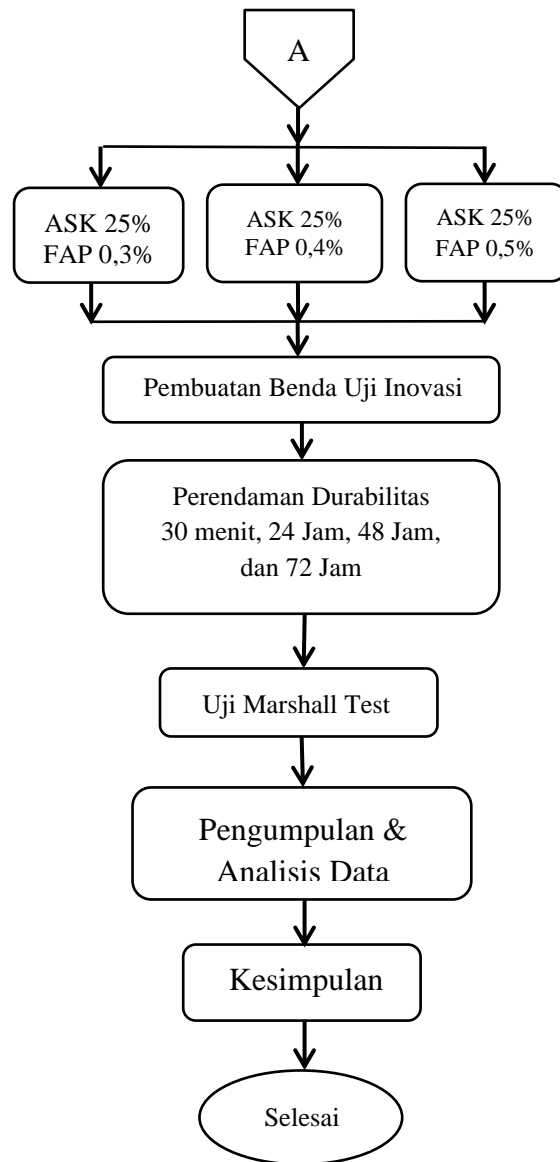 A
ASK 25%
FAP 0,3%
ASK 25%
FAP 0,4%
ASK 25%
FAP 0,5%
Pembuatan Benda Uji Inovasi
Perendaman Durabilitas
30 menit, 24 Jam, 48 Jam,
dan 72 Jam
Uji Marshall Test
Pengumpulan &
Analisis Data
Kesimpulan
Selesai